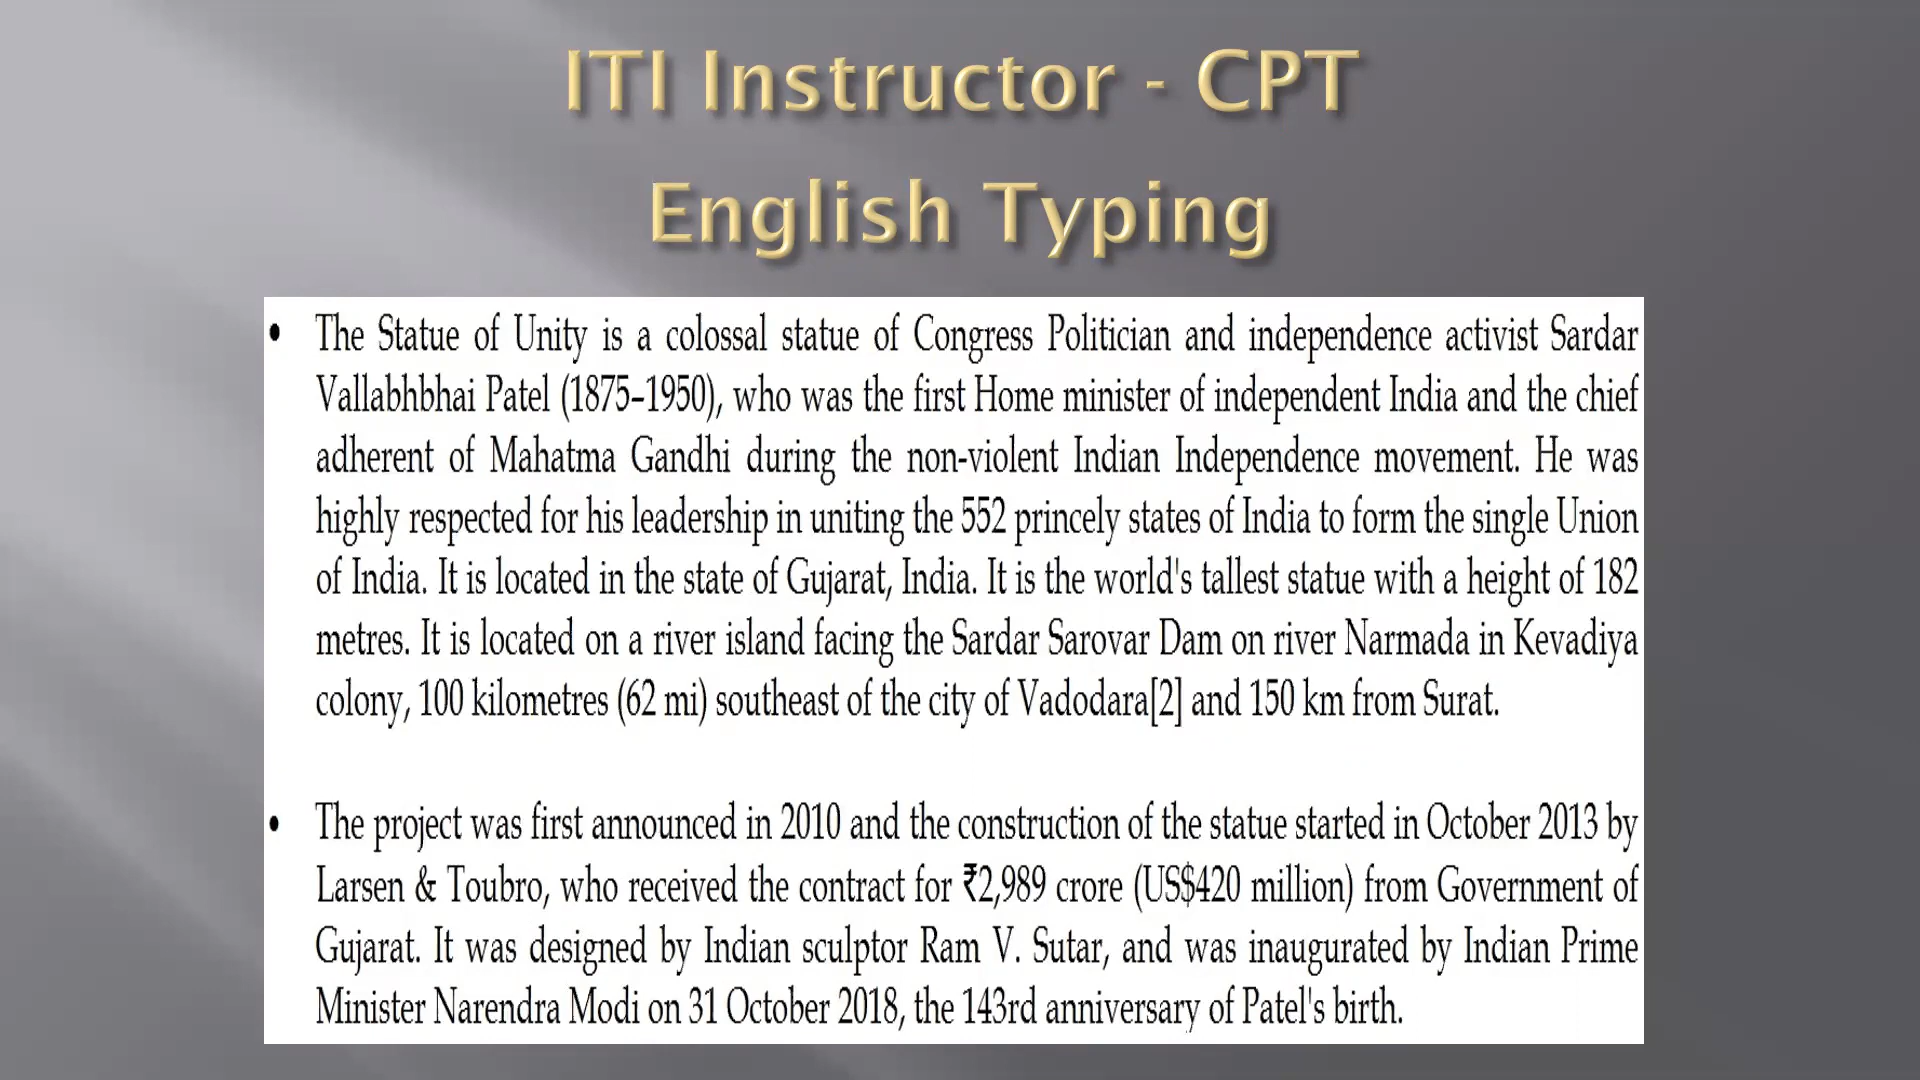 ITI Instructor - CPT
English Typing
• The Statue of Unity is a colossal statue of Congress Politician and independence activist Sardar
Vallabhbhai Patel (1875–1950), who was the first Home minister of independent India and the chief
adherent of Mahatma Gandhi during the non-violent Indian Independence movement. He was
highly respected for his leadership in uniting the 552 princely states of India to form the single Union
of India. It is located in the state of Gujarat, India. It is the world's tallest statue with a height of 182
metres. It is located on a river island facing the Sardar Sarovar Dam on river Narmada in Kevadiya
colony, 100 kilometres (62 mi) southeast of the city of Vadodara[2] and 150 km from Surat.
• The project was first announced in 2010 and the construction of the statue started in October 2013 by
Larsen & Toubro, who received the contract for ₹2,989 crore (US$420 million) from Government of
Gujarat. It was designed by Indian sculptor Ram V. Sutar, and was inaugurated by Indian Prime
Minister Narendra Modi on 31 October 2018, the 143rd anniversary of Patel's birth.